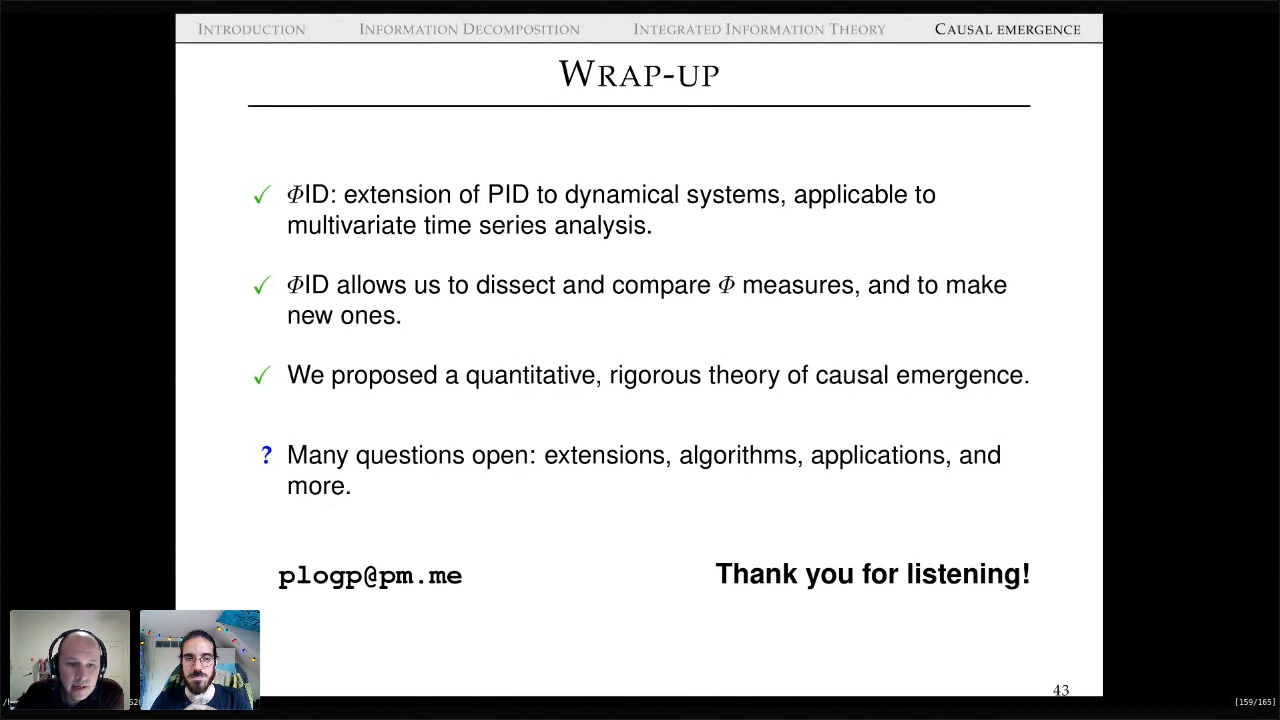 INTRODUCTION INFORMATION DECOMPOSITION INTEGRATED INFORMATION THEORY CAUSAL EMERGENCE
WRAP-UP
✓ ΦID: extension of PID to dynamical systems, applicable to
multivariate time series analysis.
✓ ΦID allows us to dissect and compare Φ measures, and to make
new ones.
✓ We proposed a quantitative, rigorous theory of causal emergence.
? Many questions open: extensions, algorithms, applications, and
more.
plogp@pm.me Thank you for listening!
43
[159/165]